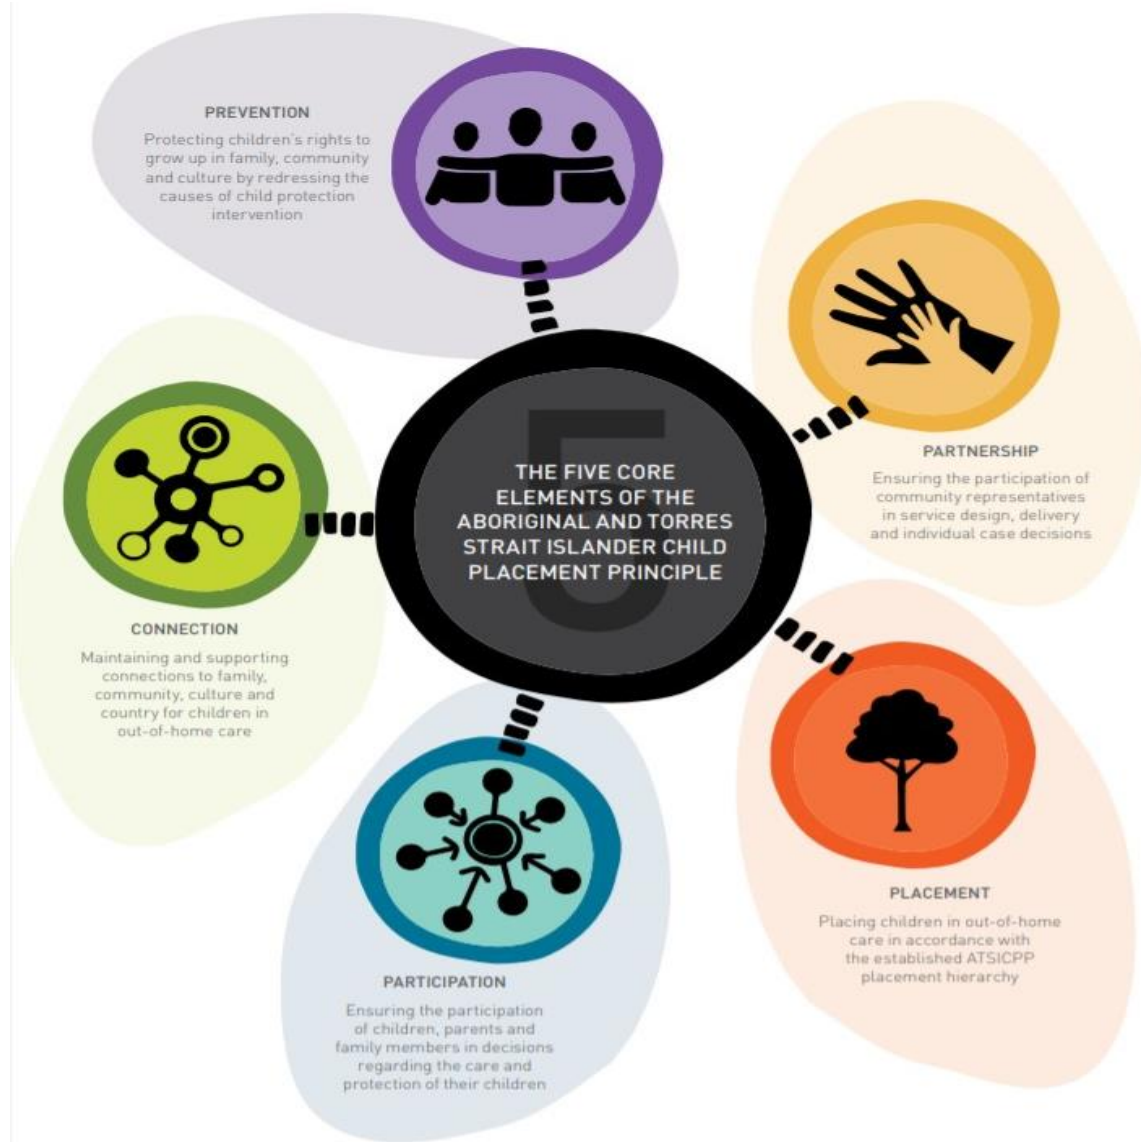 PREVENTION
Protecting children's rights to
grow up in family, community
and culture by redressing the
causes of child protection
intervention
5
THE FIVE CORE
ELEMENTS OF THE
ABORIGINAL AND TORRES
STRAIT ISLANDER CHILD
PLACEMENT PRINCIPLE
PARTNERSHIP
Ensuring the participation of
community representatives
in service design, delivery
and individual case decisions
PLACEMENT
Placing children in out-of-home
care in accordance with
the established ATSICPP
placement hierarchy
PARTICIPATION
Ensuring the participation
of children, parents and
family members in decisions
regarding the care and
protection of their children
CONNECTION
Maintaining and supporting
connections to family,
community, culture and
country for children in
out-of-home care